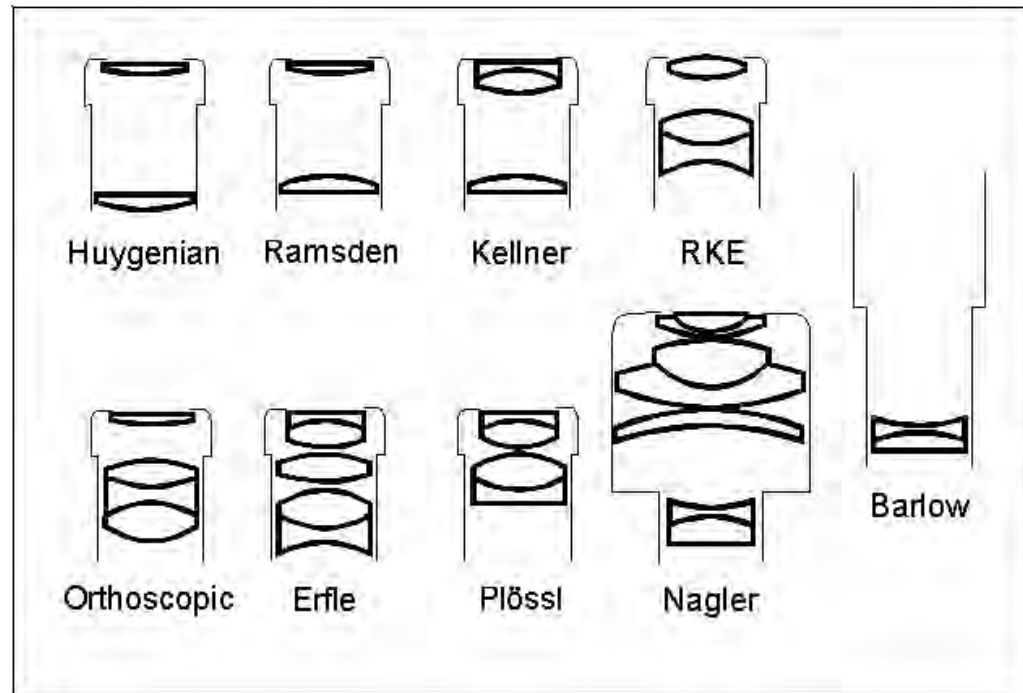 Huygenian
Ramsden
Kellner
RKE
Orthoscopic
Erfle
Plössl
Nagler
Barlow